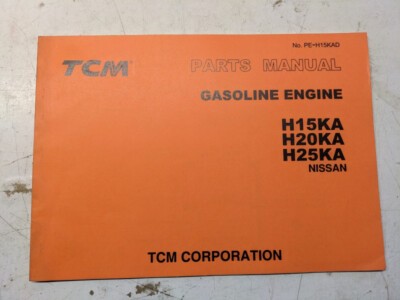 No. PE-H15KAD
TCM PARTS MANUAL
GASOLINE ENGINE
H15KA
H20KA
H25KA
NISSAN
TCM CORPORATION